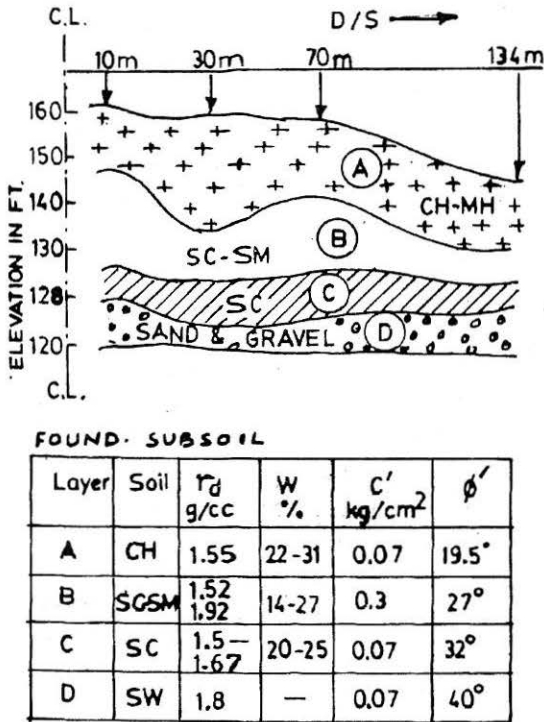 C.L.
D/S
10m 30m 70m 134m
160
150
140
130
128
120
ELEVATION IN FT.
C.L.
A
CH-MH
B
SC-SM
SC C
SAND & GRAVEL D
FOUND. SUBSOIL
Layer Soil γd g/cc W % C' kg/cm² φ'
A CH 1.55 22-31 0.07 19.5°
B SCSM 1.52 1.92 14-27 0.3 27°
C SC 1.5— 1.67 20-25 0.07 32°
D SW 1.8 — 0.07 40°